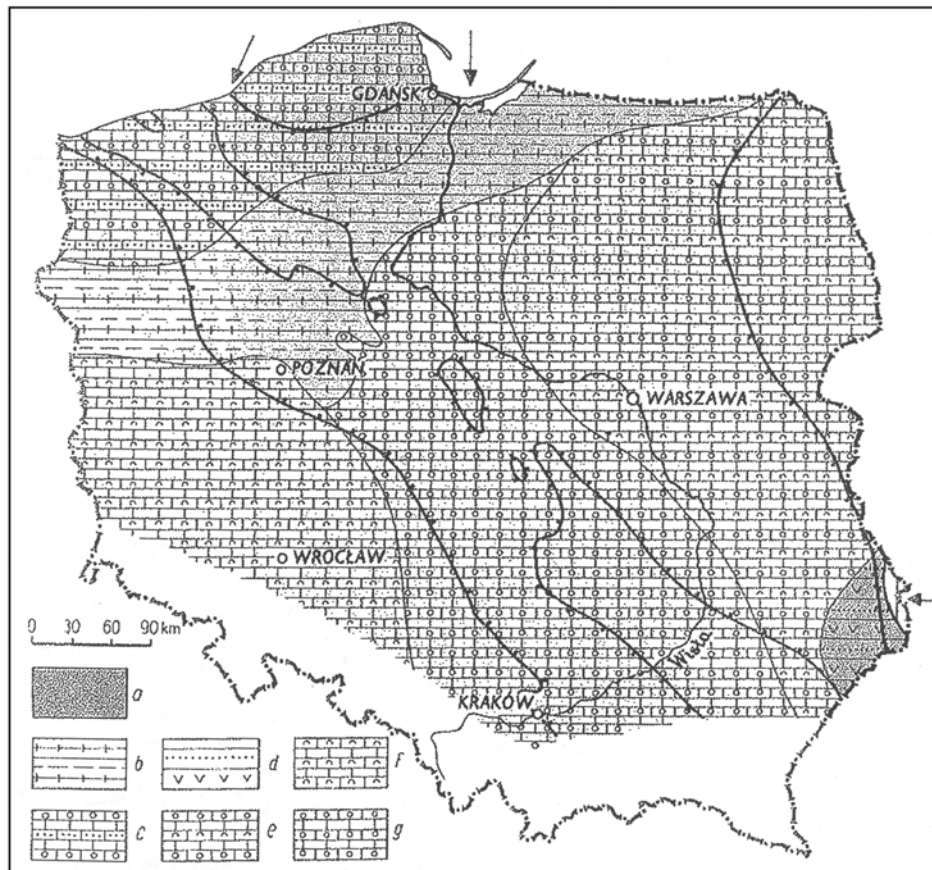 GDAŃSK
POZNAŃ
WARSZAWA
WROCŁAW
0 30 60 90 km
Wisła
KRAKÓW
a
b
d
f
c
e
g